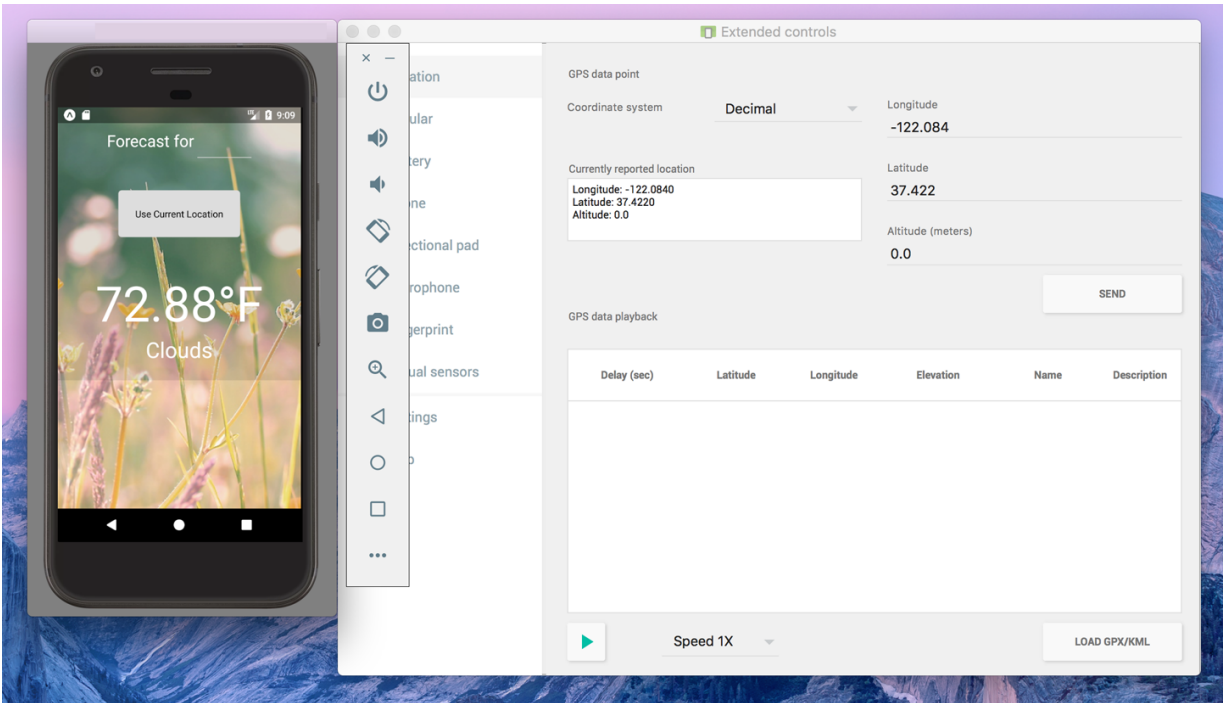 Extended controls
LTE
9:09
Forecast for
Use Current Location
72.88°F
Clouds
ation
ular
tery
ne
ectional pad
rophone
gerprint
ual sensors
tings
GPS data point
Coordinate system
Decimal
Currently reported location
Longitude: -122.0840
Latitude: 37.4220
Altitude: 0.0
Longitude
-122.084
Latitude
37.422
Altitude (meters)
0.0
SEND
GPS data playback
Delay (sec) Latitude Longitude Elevation Name Description
Speed 1X
LOAD GPX/KML